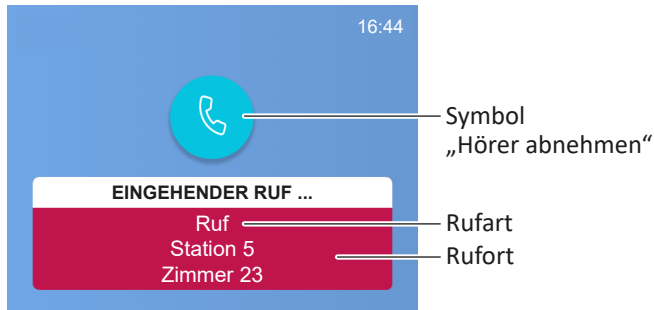 16:44
Symbol
„Hörer abnehmen“
EINGEHENDER RUF ...
Ruf
Rufart
Station 5
Rufort
Zimmer 23